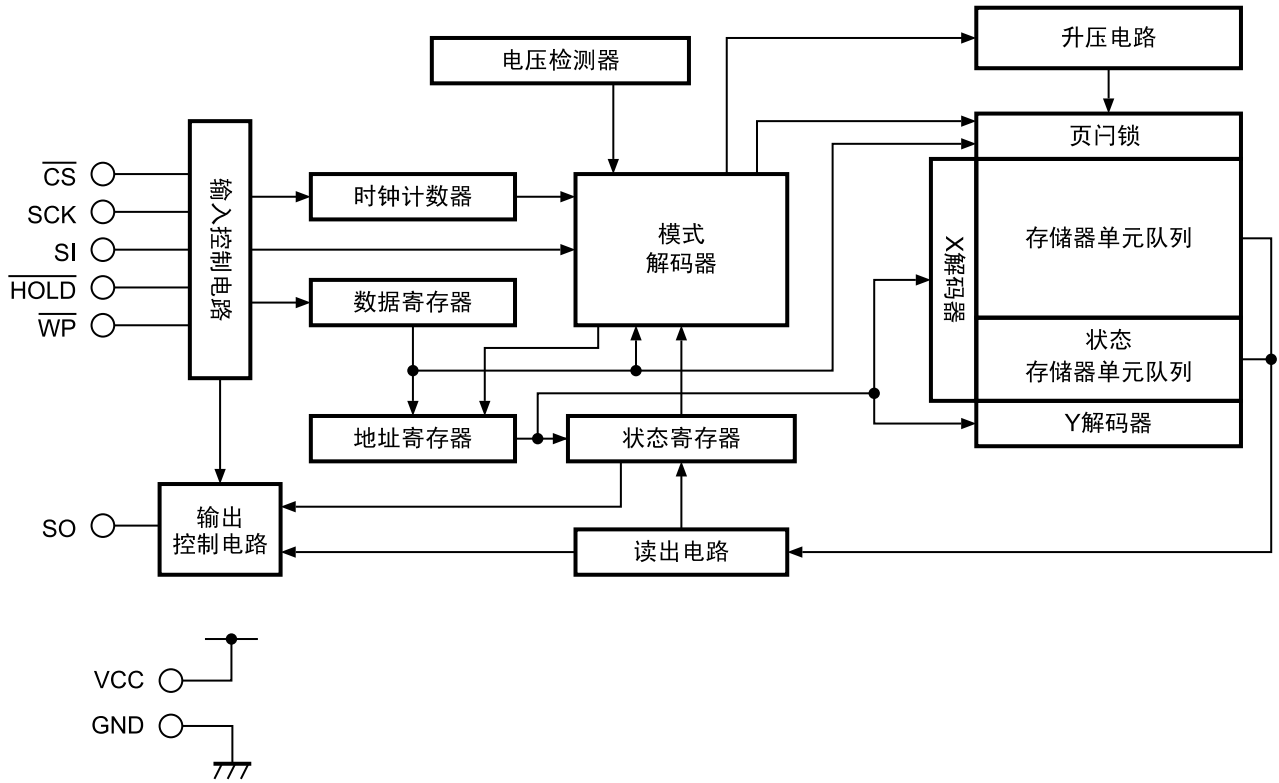 升压电路
电压检测器
页闩锁
C̅S̅
SCK
SI
H̅O̅L̅D̅
W̅P̅
输入控制电路
时钟计数器
模式
解码器
数据寄存器
X解码器
存储器单元队列
状态
存储器单元队列
Y解码器
地址寄存器
状态寄存器
SO
输出
控制电路
读出电路
VCC
GND